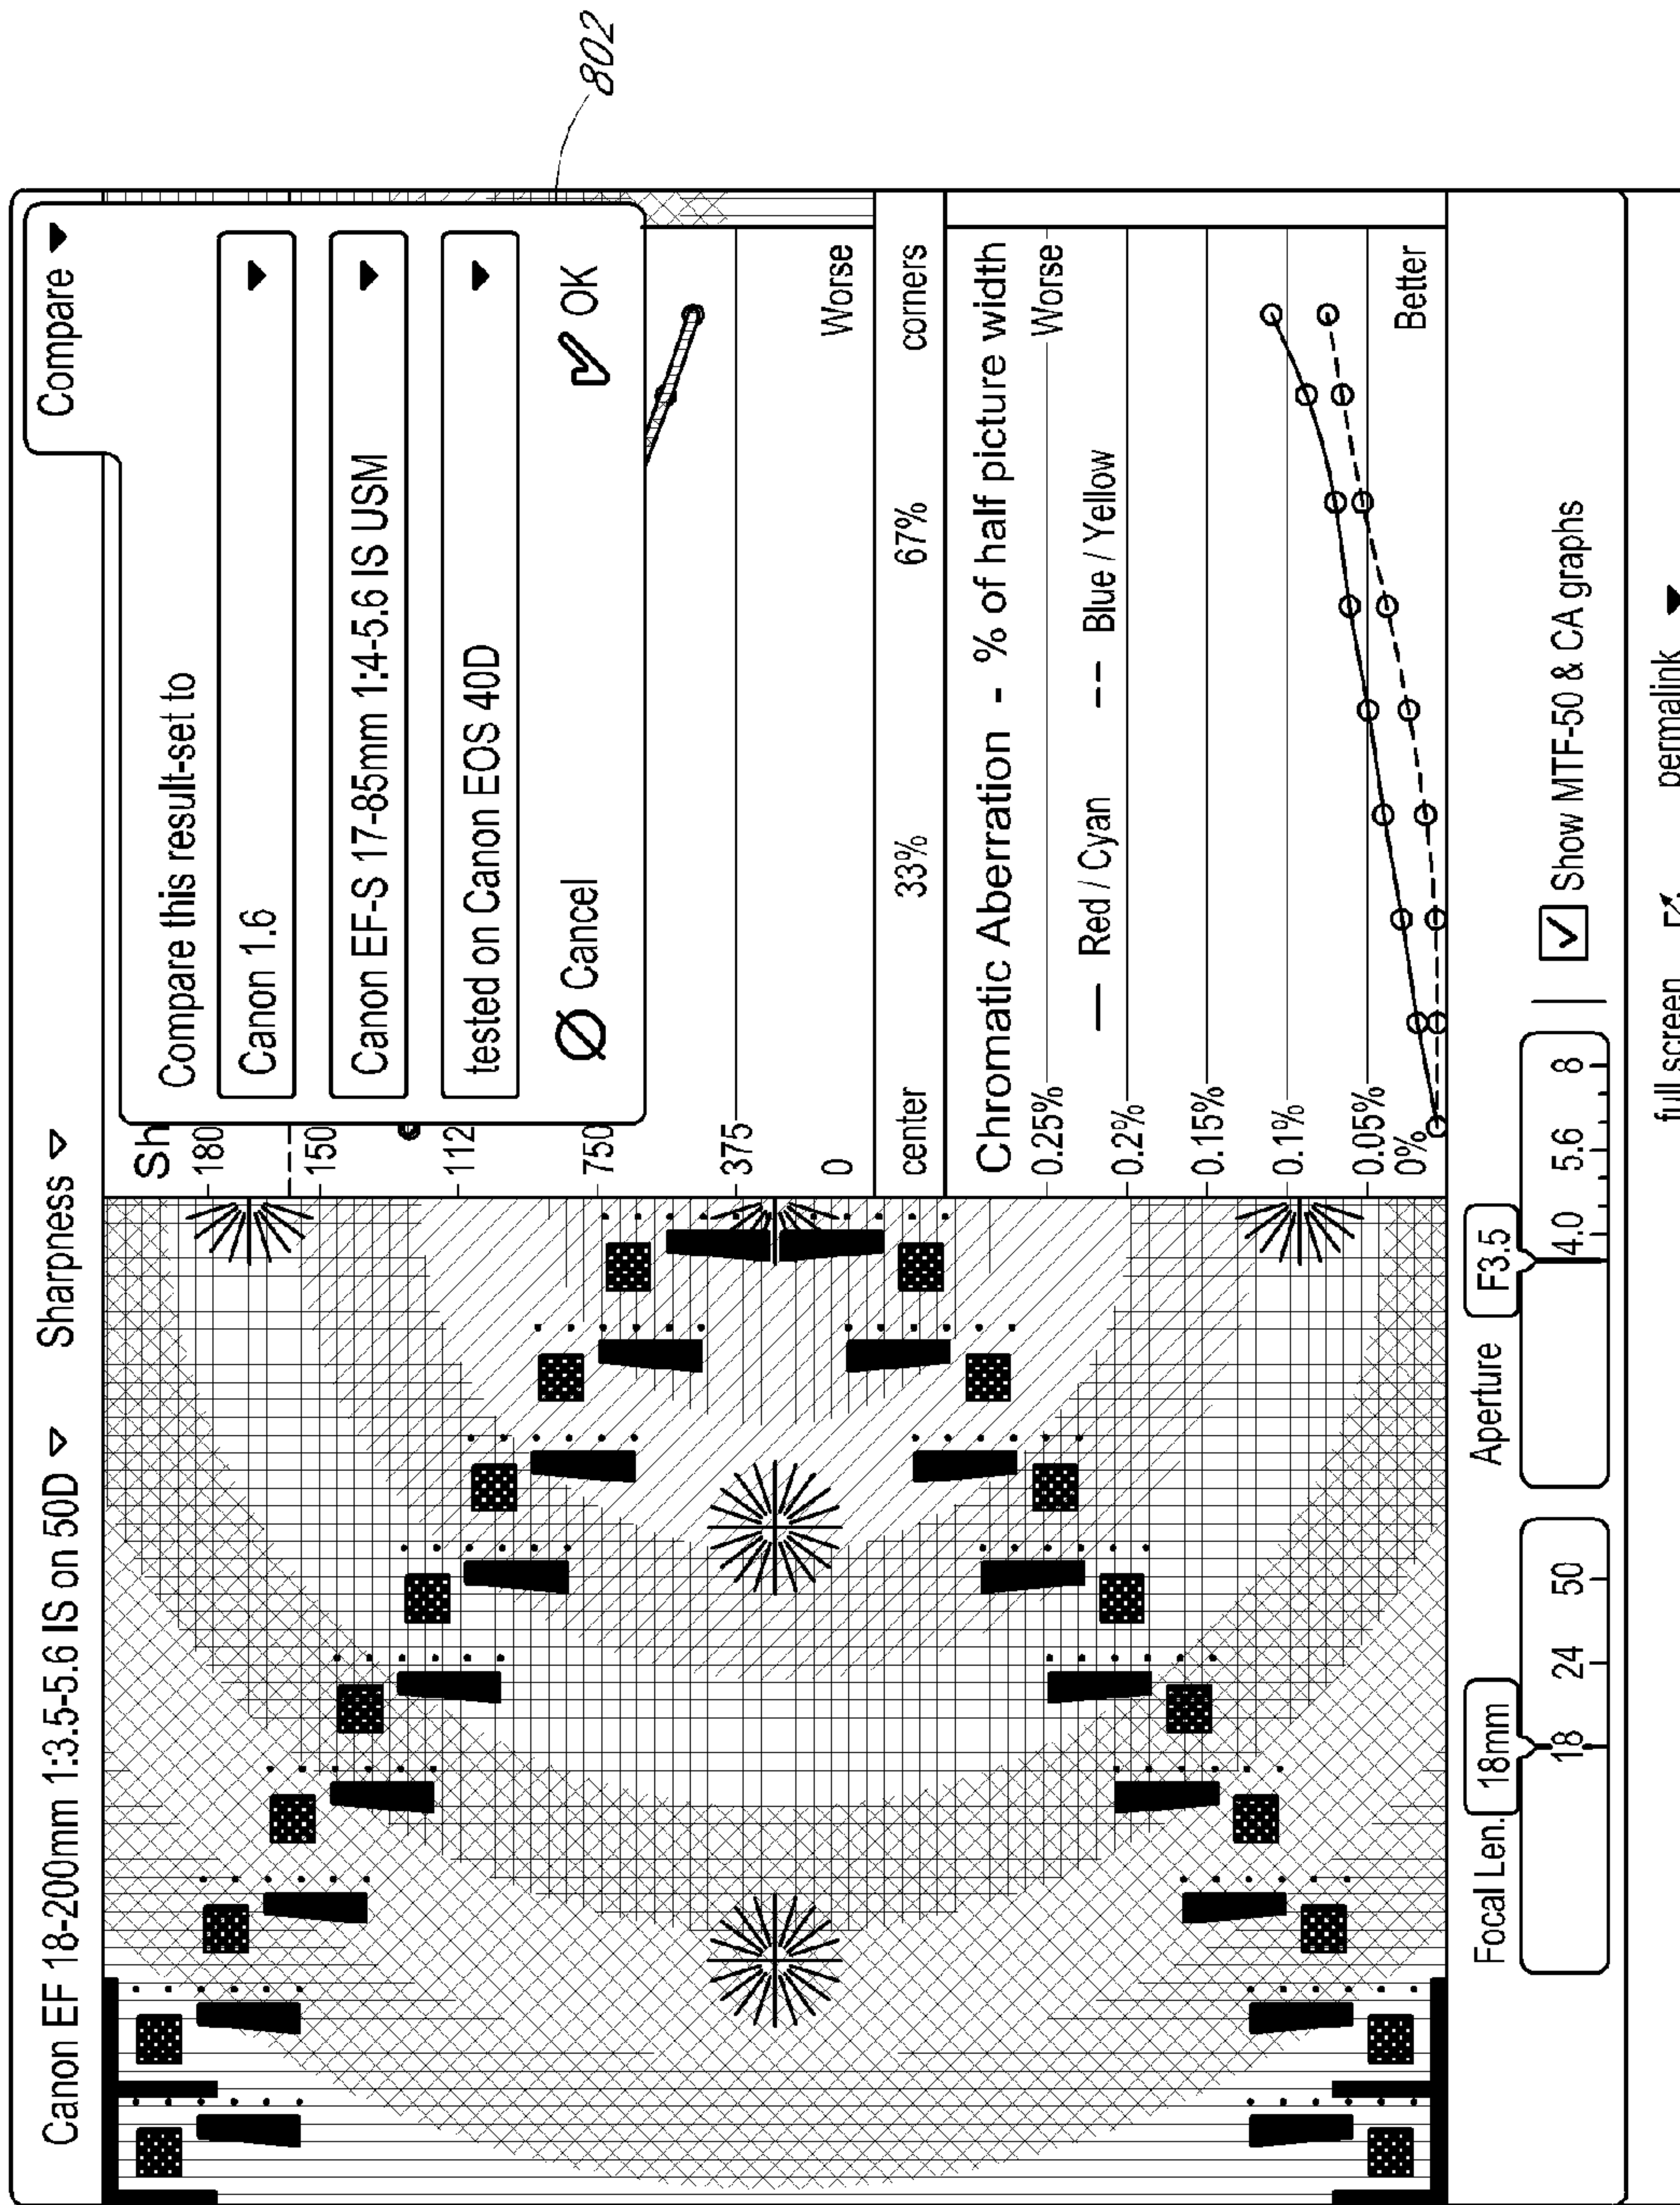 Canon EF 18-200mm 1:3.5-5.6 IS on 50D
Sharpness
Compare
Sh
180
150
112
750
375
0
Compare this result-set to
Canon 1.6
Canon EF-S 17-85mm 1:4-5.6 IS USM
tested on Canon EOS 40D
Cancel
OK
802
Worse
center 33% 67% corners
Chromatic Aberration - % of half picture width
0.25%
Worse
Red / Cyan
Blue / Yellow
0.2%
0.15%
0.1%
0.05%
0%
Better
Focal Len.
18mm
18 24 50
Aperture
F3.5
4.0 5.6 8
Show MTF-50 & CA graphs
full screen
permalink